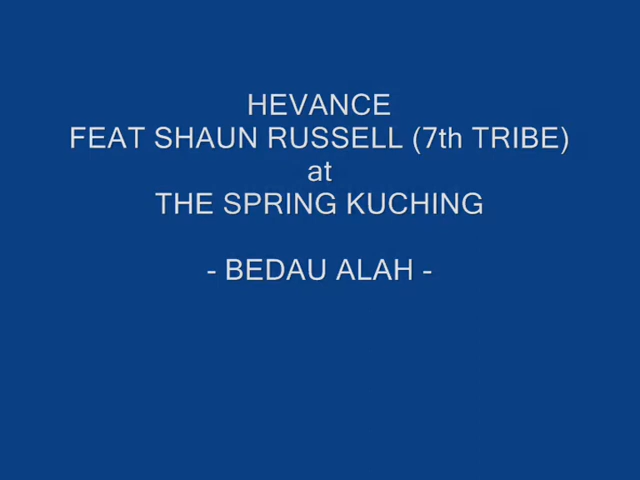 HEVANCE
FEAT SHAUN RUSSELL (7th TRIBE)
at
THE SPRING KUCHING
- BEDAU ALAH -